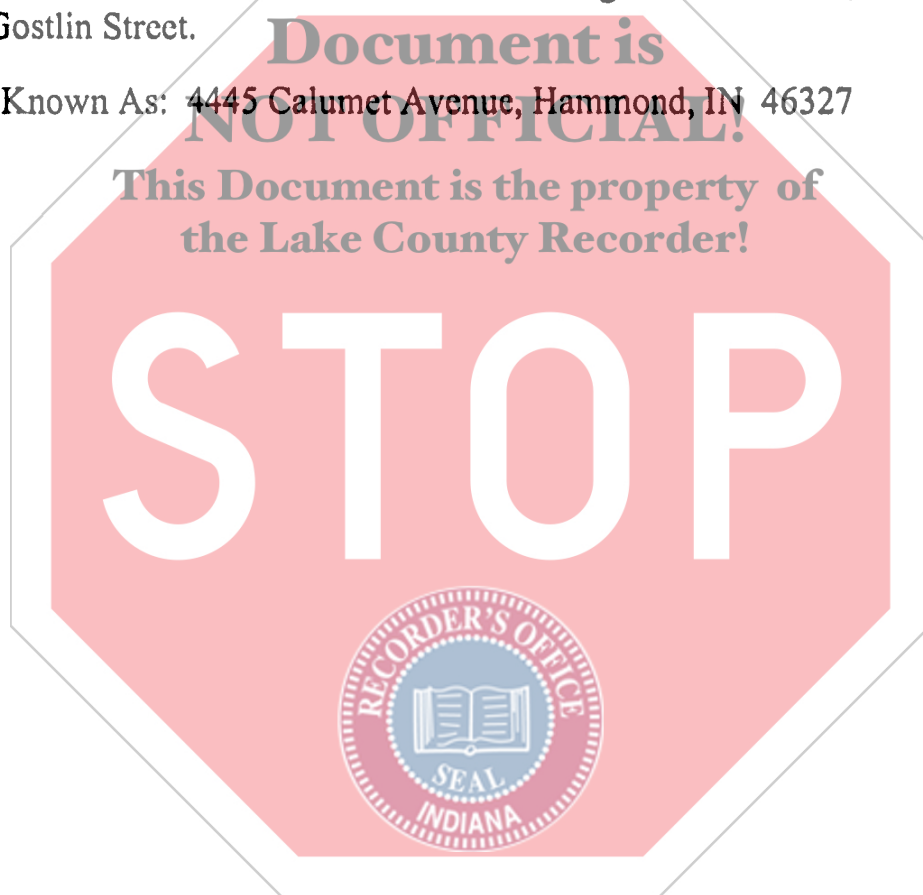 Gostlin Street.
Document is
Known As: 4445 Calumet Avenue, Hammond, IN 46327
NOT OFFICIAL!
This Document is the property of
the Lake County Recorder!
STOP
RECORDER'S OFFICE
SEAL
INDIANA